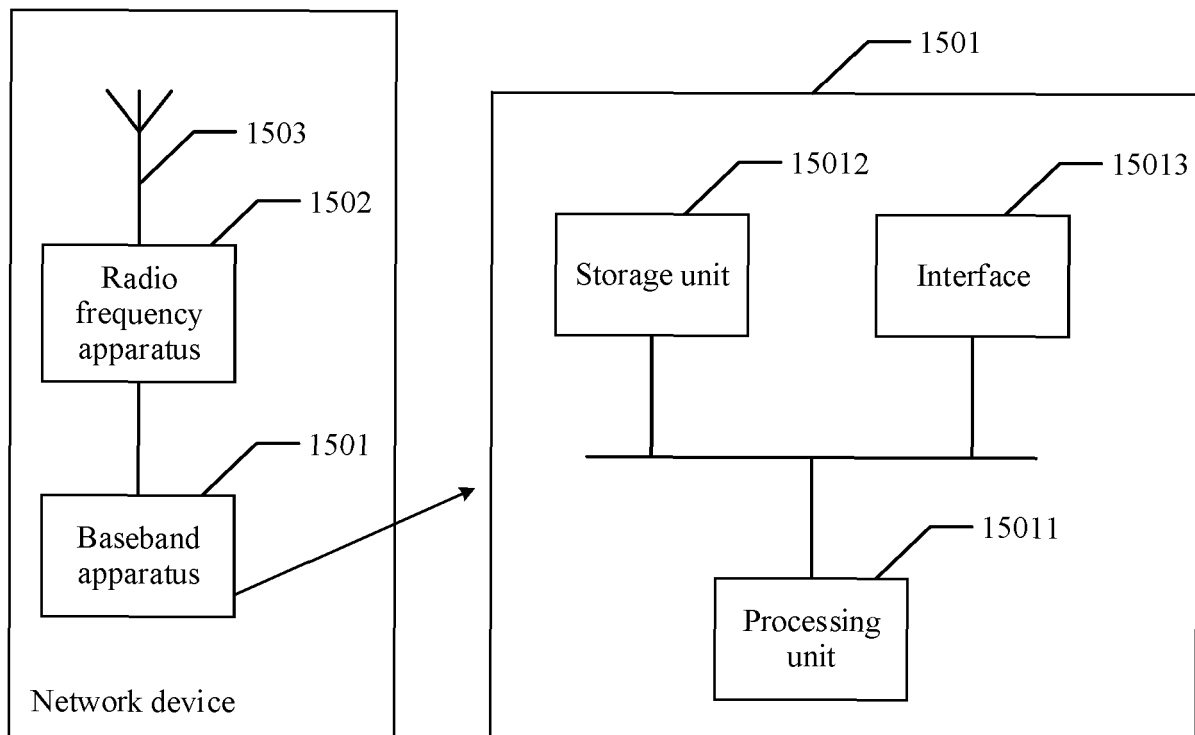 1503
1502
Radio
frequency
apparatus
1501
Baseband
apparatus
Network device
1501
15012
15013
Storage unit
Interface
15011
Processing
unit